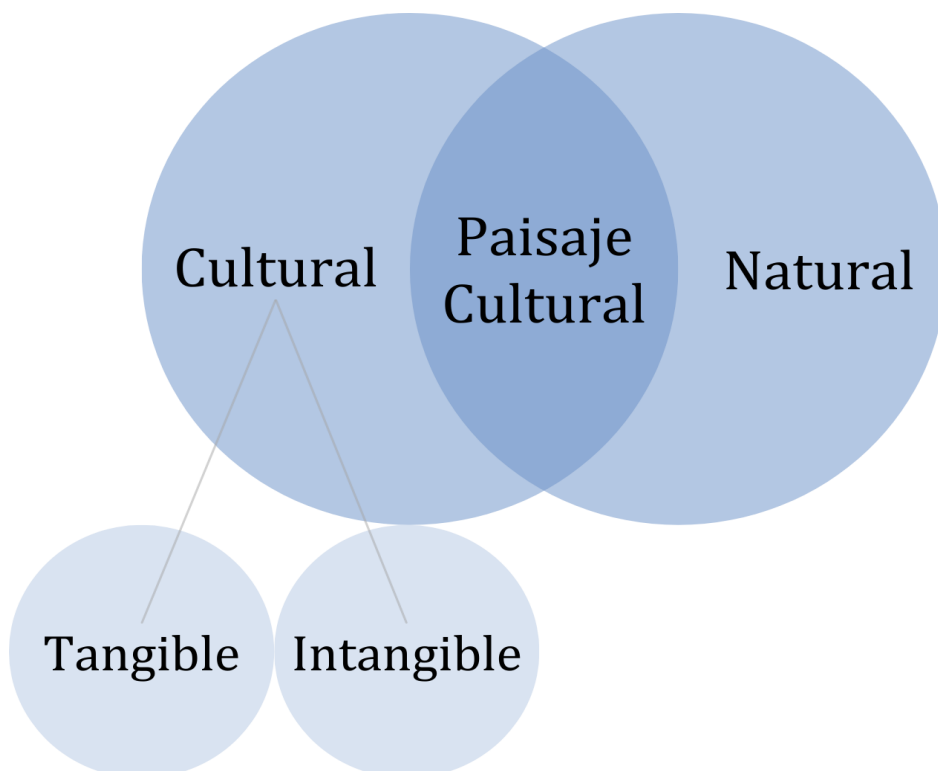 Cultural
Paisaje
Cultural
Natural
Tangible
Intangible